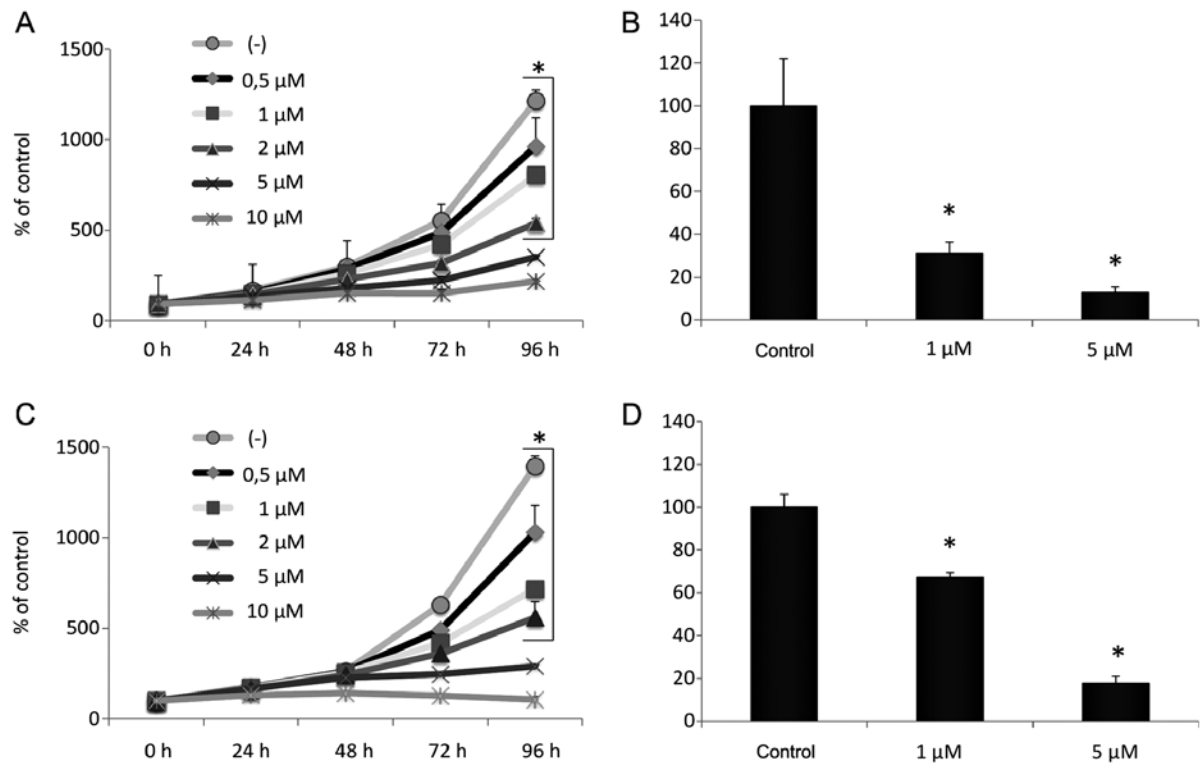 A
% of control
1500
1000
500
0
(-)
0,5 µM
1 µM
2 µM
5 µM
10 µM
*
0 h 24 h 48 h 72 h 96 h
B
140
120
100
80
60
40
20
0
*
*
Control 1 µM 5 µM
C
% of control
1500
1000
500
0
(-)
0,5 µM
1 µM
2 µM
5 µM
10 µM
*
0 h 24 h 48 h 72 h 96 h
D
140
120
100
80
60
40
20
0
*
*
Control 1 µM 5 µM